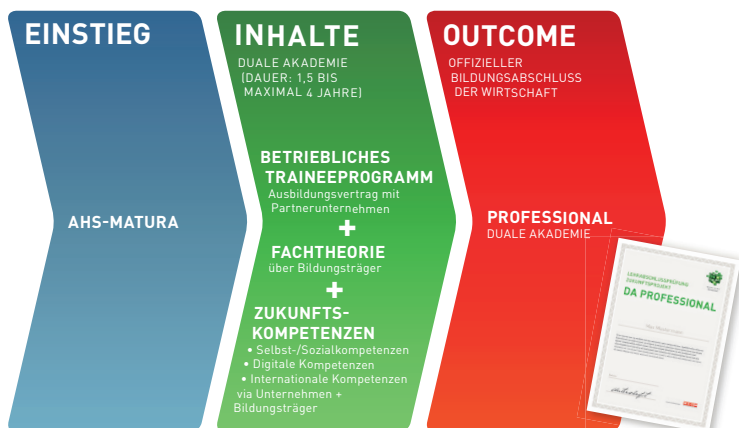 EINSTIEG
AHS-MATURA
INHALTE
DUALE AKADEMIE
(DAUER: 1,5 BIS
MAXIMAL 4 JAHRE)
BETRIEBLICHES
TRAINEEPROGRAMM
Ausbildungsvertrag mit
Partnerunternehmen
+
FACHTHEORIE
über Bildungsträger
+
ZUKUNFTS-
KOMPETENZEN
• Selbst-/Sozialkompetenzen
• Digitale Kompetenzen
• Internationale Kompetenzen
via Unternehmen +
Bildungsträger
OUTCOME
OFFIZIELLER
BILDUNGSABSCHLUSS
DER WIRTSCHAFT
PROFESSIONAL
DUALE AKADEMIE
LEHRABSCHLUSSPRÜFUNG
ZUKUNFTSPROJEKT
DA PROFESSIONAL